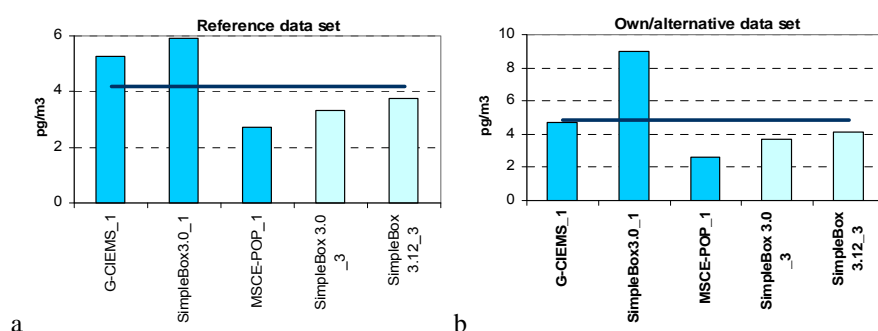 Reference data set
6
4
2
0
pg/m3
G-CIEMS_1
SimpleBox3.0_1
MSCE-POP_1
SimpleBox 3.0
_3
SimpleBox
3.12_3
a
Own/alternative data set
10
8
6
4
2
0
pg/m3
G-CIEMS_1
SimpleBox3.0_1
MSCE-POP_1
SimpleBox 3.0
_3
SimpleBox
3.12_3
b